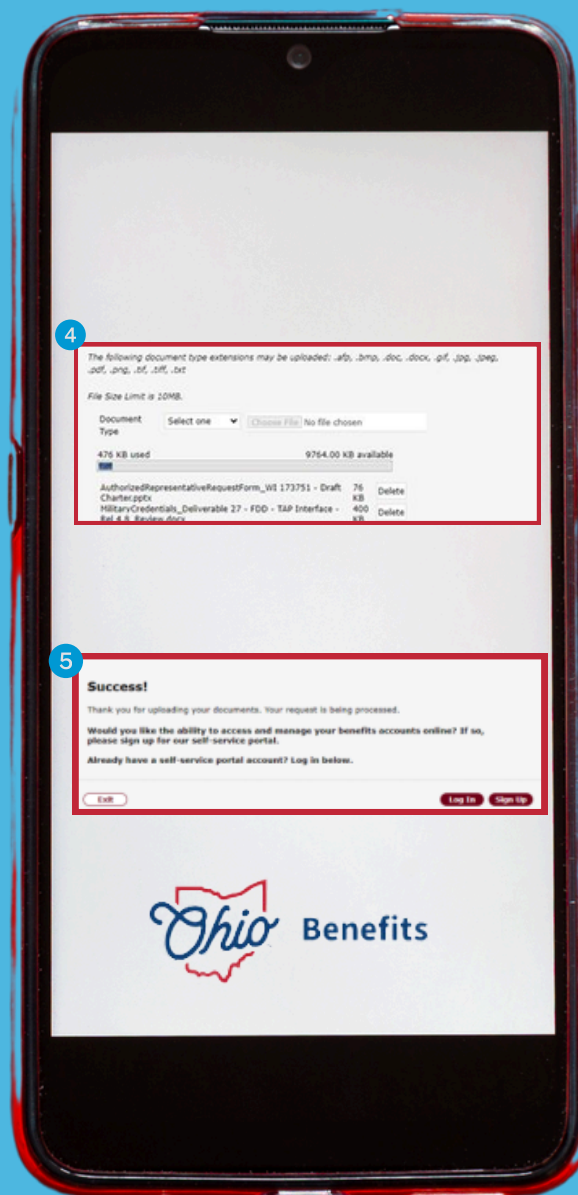 4
The following document type extensions may be uploaded: .afp, .bmp, .doc, .docx, .gif, .jpg, .jpeg,
.pdf, .png, .tif, .tiff, .txt
File Size Limit is 10MB.
Document Type Select one Choose File No file chosen
476 KB used 9764.00 KB available
AuthorizedRepresentativeRequestForm_WI 173751 - Draft 76 Delete
Charter.pptx KB
MilitaryCredentials_Deliverable 27 - FDD - TAP Interface - 400 Delete
Rel 4.8 Review.docx KB
5
Success!
Thank you for uploading your documents. Your request is being processed.
Would you like the ability to access and manage your benefits accounts online? If so,
please sign up for our self-service portal.
Already have a self-service portal account? Log in below.
Exit Log In Sign Up
Ohio Benefits